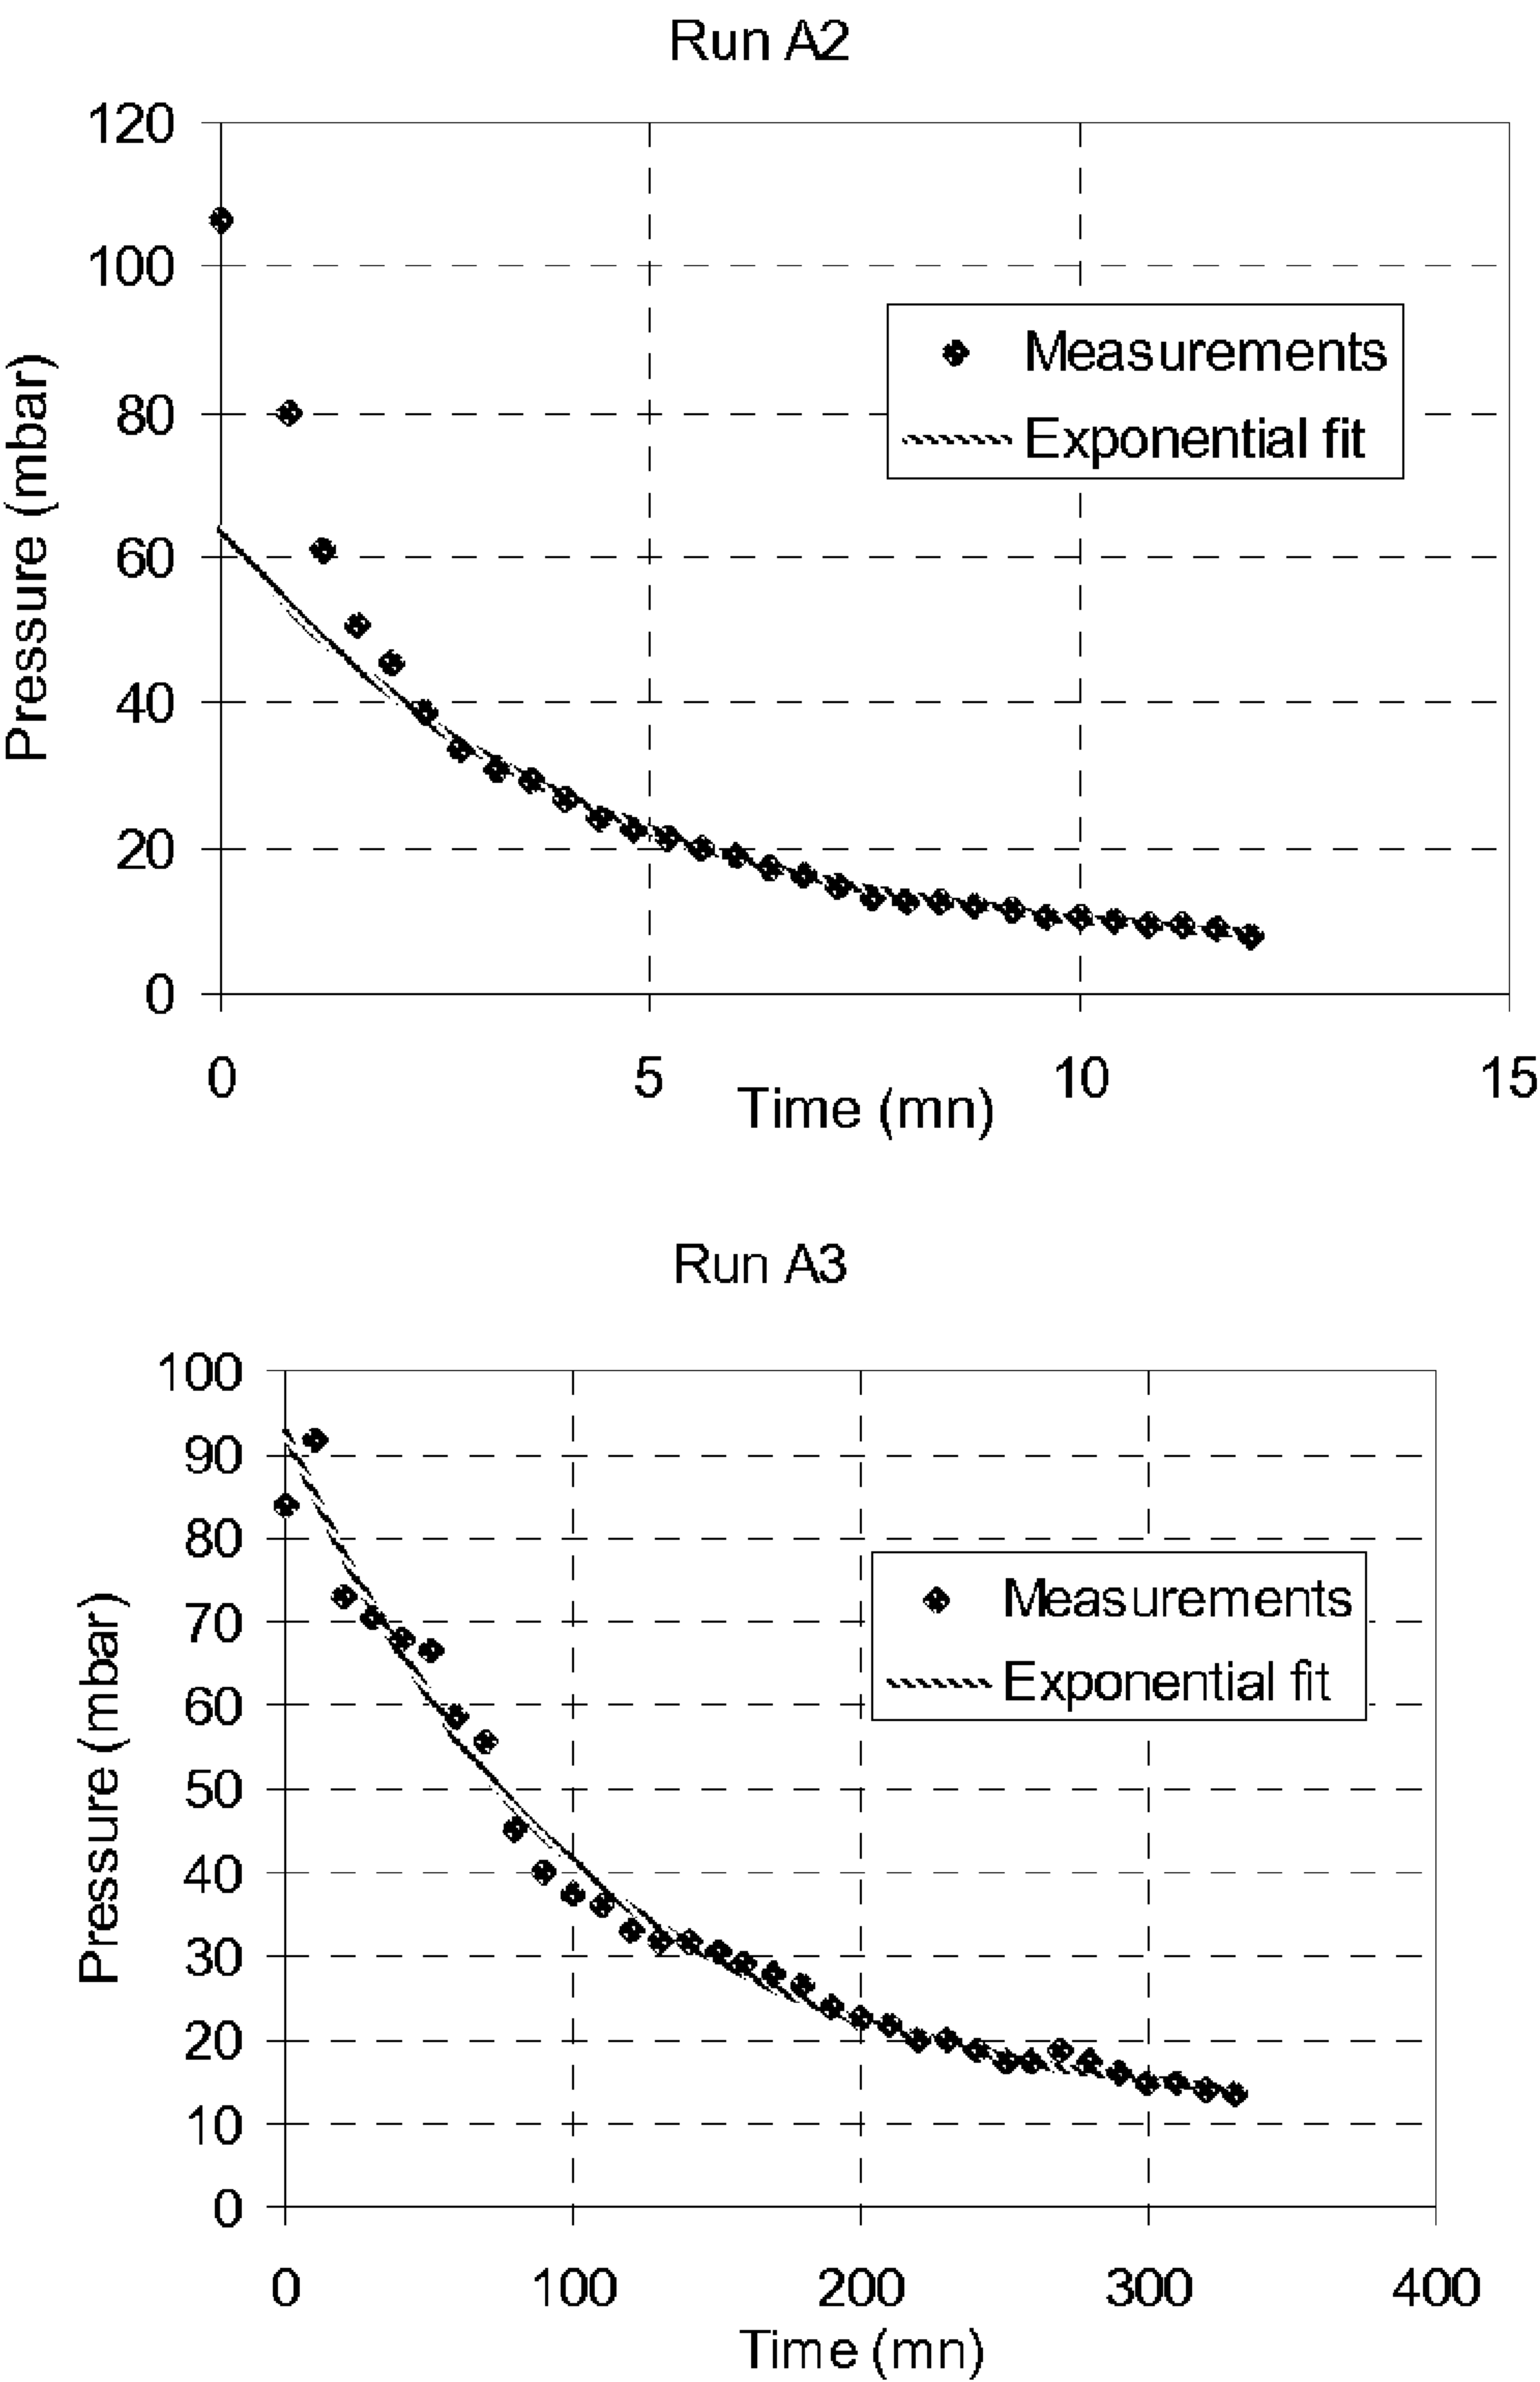 Run A2
120
100
80
60
40
20
0
Pressure (mbar)
Measurements
Exponential fit
0 5 10 15
Time (mn)
Run A3
100
90
80
70
60
50
40
30
20
10
0
Pressure (mbar)
Measurements
Exponential fit
0 100 200 300 400
Time (mn)